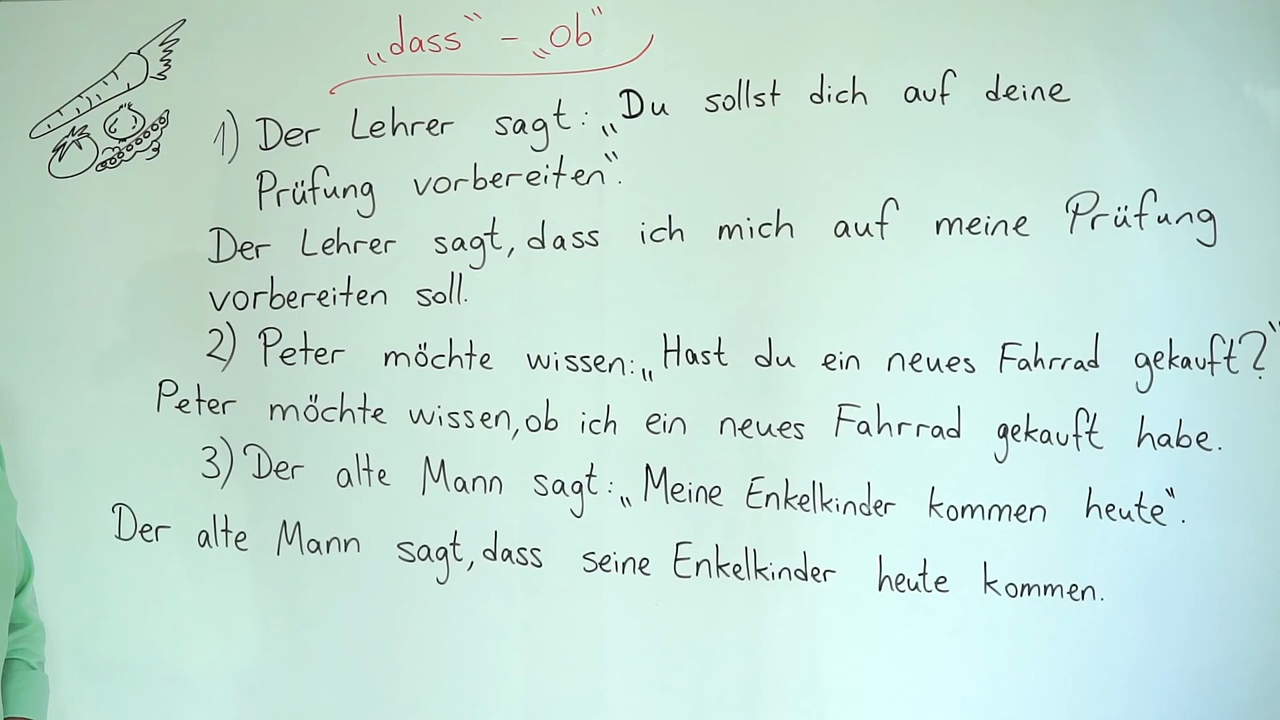 „dass“ - „Ob“
1) Der Lehrer sagt: „Du sollst dich auf deine
Prüfung vorbereiten“.
Der Lehrer sagt, dass ich mich auf meine Prüfung
vorbereiten soll.
2) Peter möchte wissen: „Hast du ein neues Fahrrad gekauft?“
Peter möchte wissen, ob ich ein neues Fahrrad gekauft habe.
3) Der alte Mann sagt: „Meine Enkelkinder kommen heute“.
Der alte Mann sagt, dass seine Enkelkinder heute kommen.